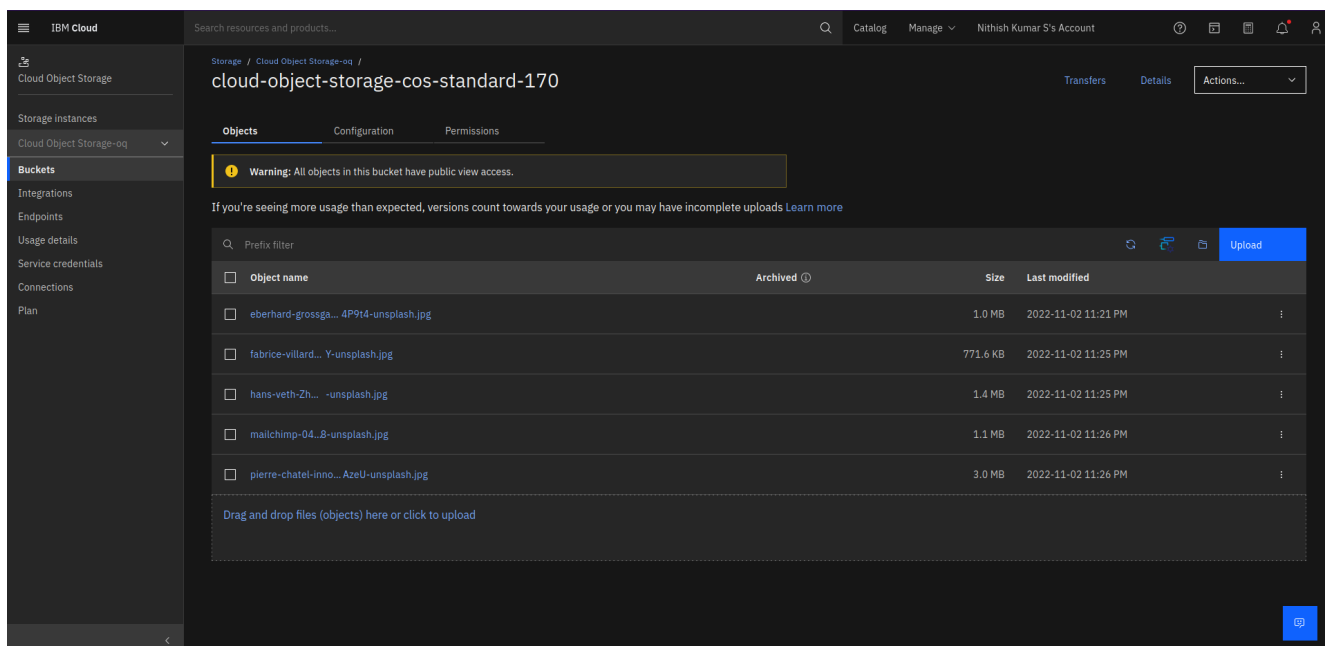 IBM Cloud
Search resources and products...
Catalog
Manage
Nithish Kumar S's Account
Cloud Object Storage
Storage instances
Cloud Object Storage-oq
Buckets
Integrations
Endpoints
Usage details
Service credentials
Connections
Plan
Storage / Cloud Object Storage-oq /
cloud-object-storage-cos-standard-170
Transfers
Details
Actions...
Objects
Configuration
Permissions
Warning: All objects in this bucket have public view access.
If you're seeing more usage than expected, versions count towards your usage or you may have incomplete uploads Learn more
Prefix filter
Upload
Object name Archived Size Last modified
eberhard-grossga... 4P9t4-unsplash.jpg 1.0 MB 2022-11-02 11:21 PM
fabrice-villard... Y-unsplash.jpg 771.6 KB 2022-11-02 11:25 PM
hans-veth-Zh... -unsplash.jpg 1.4 MB 2022-11-02 11:25 PM
mailchimp-04...8-unsplash.jpg 1.1 MB 2022-11-02 11:26 PM
pierre-chatel-inno... AzeU-unsplash.jpg 3.0 MB 2022-11-02 11:26 PM
Drag and drop files (objects) here or click to upload